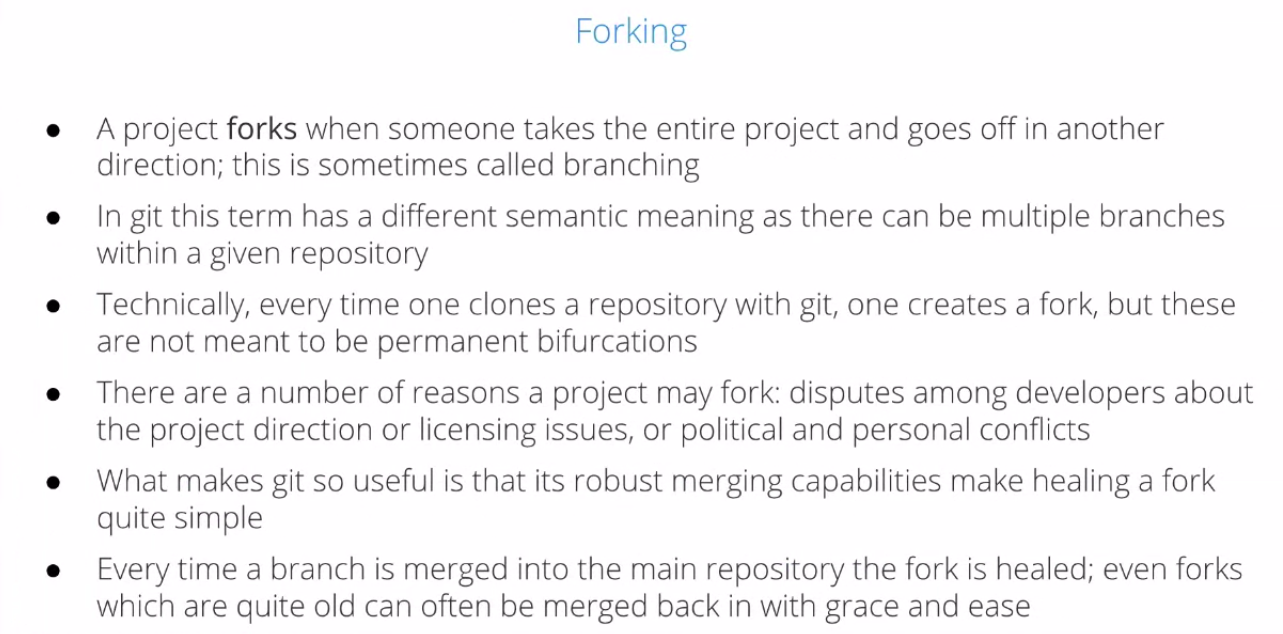 Forking
● A project forks when someone takes the entire project and goes off in another
direction; this is sometimes called branching
● In git this term has a different semantic meaning as there can be multiple branches
within a given repository
● Technically, every time one clones a repository with git, one creates a fork, but these
are not meant to be permanent bifurcations
● There are a number of reasons a project may fork: disputes among developers about
the project direction or licensing issues, or political and personal conflicts
● What makes git so useful is that its robust merging capabilities make healing a fork
quite simple
● Every time a branch is merged into the main repository the fork is healed; even forks
which are quite old can often be merged back in with grace and ease